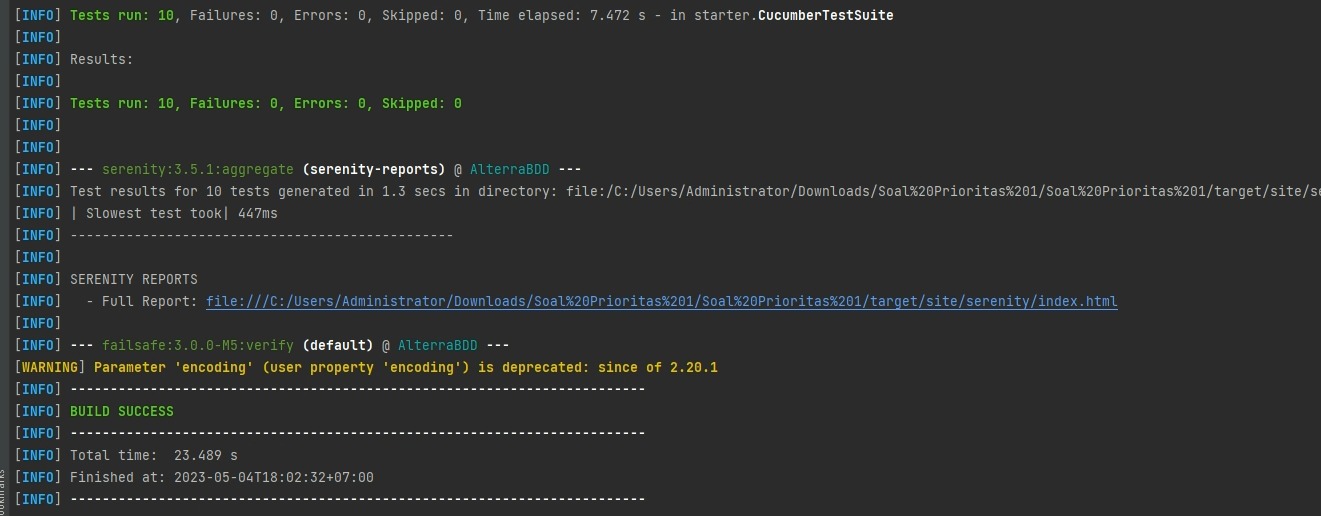 [INFO] Tests run: 10, Failures: 0, Errors: 0, Skipped: 0, Time elapsed: 7.472 s - in starter.CucumberTestSuite
[INFO]
[INFO] Results:
[INFO]
[INFO] Tests run: 10, Failures: 0, Errors: 0, Skipped: 0
[INFO]
[INFO]
[INFO] --- serenity:3.5.1:aggregate (serenity-reports) @ AlterraBDD ---
[INFO] Test results for 10 tests generated in 1.3 secs in directory: file:/C:/Users/Administrator/Downloads/Soal%20Prioritas%201/Soal%20Prioritas%201/target/site/se
[INFO] | Slowest test took| 447ms
[INFO] ------------------------------------------------
[INFO]
[INFO] SERENITY REPORTS
[INFO]   - Full Report: file:///C:/Users/Administrator/Downloads/Soal%20Prioritas%201/Soal%20Prioritas%201/target/site/serenity/index.html
[INFO]
[INFO] --- failsafe:3.0.0-M5:verify (default) @ AlterraBDD ---
[WARNING] Parameter 'encoding' (user property 'encoding') is deprecated: since of 2.20.1
[INFO] ------------------------------------------------------------------------
[INFO] BUILD SUCCESS
[INFO] ------------------------------------------------------------------------
[INFO] Total time:  23.489 s
[INFO] Finished at: 2023-05-04T18:02:32+07:00
[INFO] ------------------------------------------------------------------------